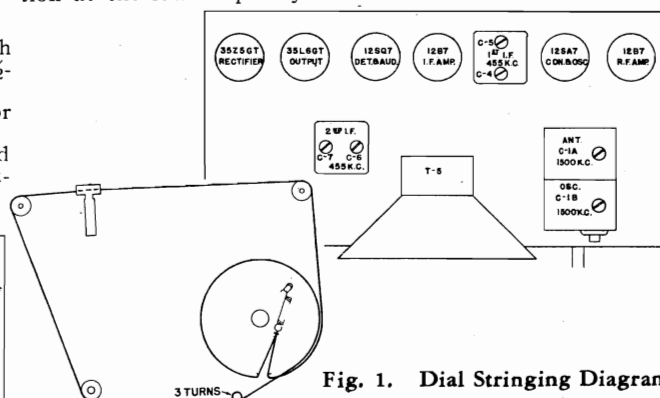 35Z5GT
RECTIFIER
35L6GT
OUTPUT
12SQ7
DET.&AUD.
12B7
I.F. AMP.
C-5
1ST I.F.
455 K.C.
C-4
12SA7
CON.&OSC.
12B7
R.F. AMP.
2ND I.F.
C-7 C-6
455 K.C.
T-5
ANT.
C-1A
1500 K.C.
OSC.
C-1B
1500 K.C.
3 TURNS
Fig. 1. Dial Stringing Diagram